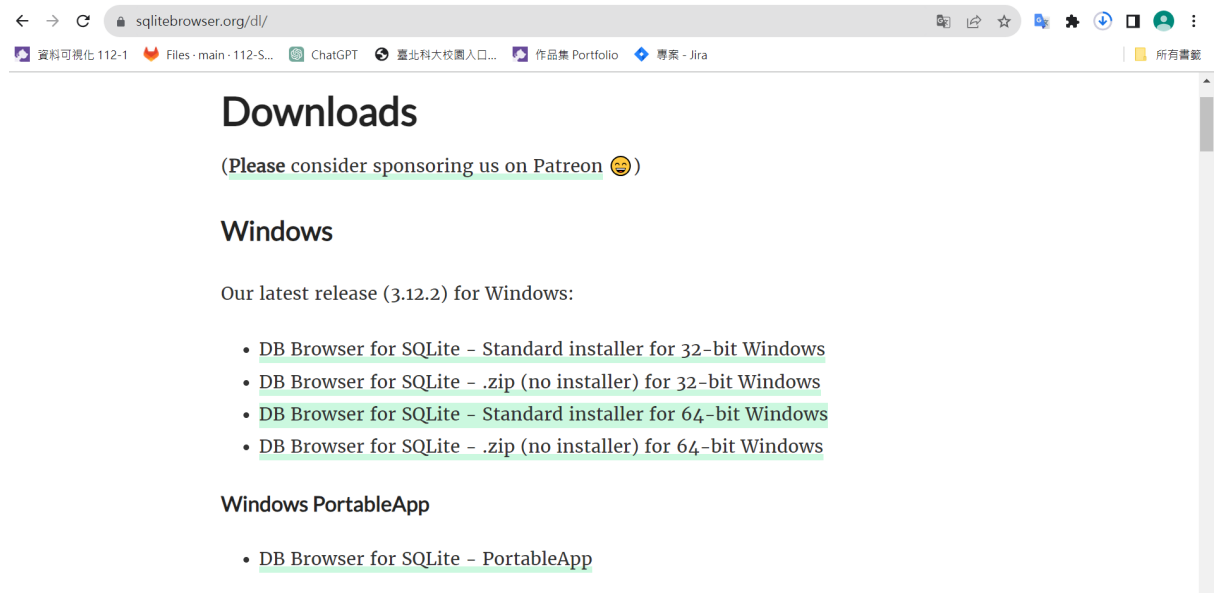 sqlitebrowser.org/dl/
資料可視化 112-1 Files · main · 112-S... ChatGPT 臺北科大校園入口... 作品集 Portfolio 專案 - Jira 所有書籤
Downloads
(Please consider sponsoring us on Patreon 😄)
Windows
Our latest release (3.12.2) for Windows:
• DB Browser for SQLite - Standard installer for 32-bit Windows
• DB Browser for SQLite - .zip (no installer) for 32-bit Windows
• DB Browser for SQLite - Standard installer for 64-bit Windows
• DB Browser for SQLite - .zip (no installer) for 64-bit Windows
Windows PortableApp
• DB Browser for SQLite - PortableApp